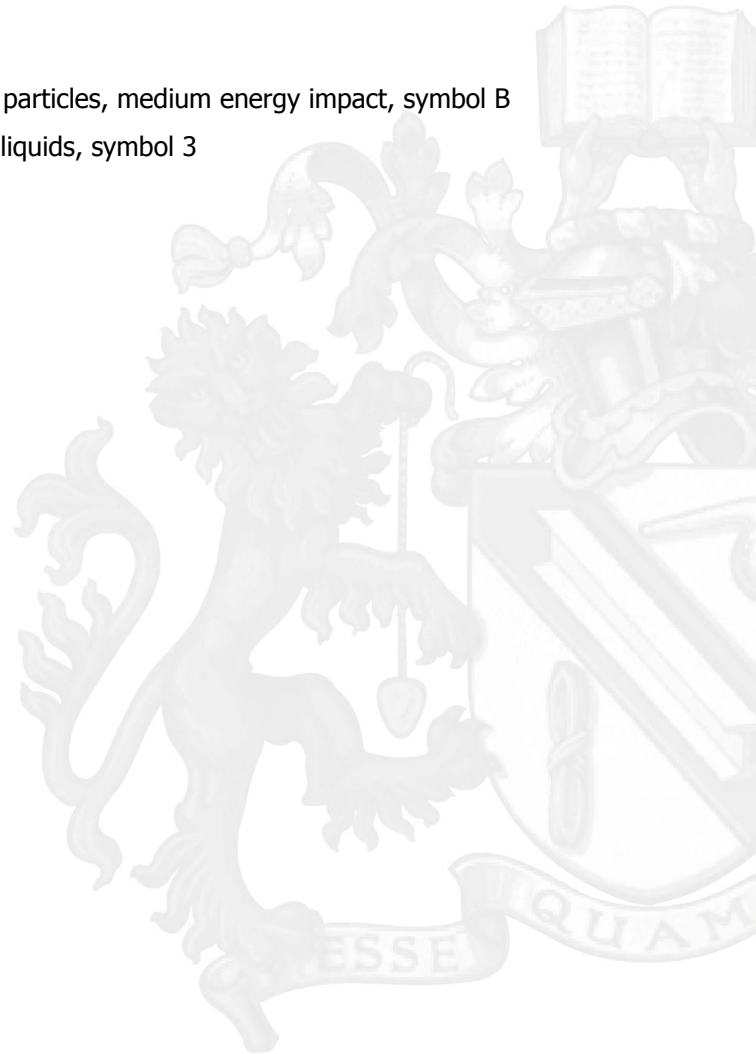 particles, medium energy impact, symbol B
liquids, symbol 3
ESSE
QUAM